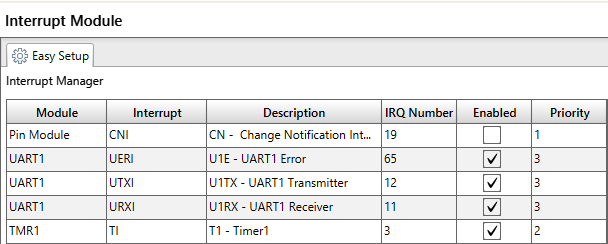 Interrupt Module
Easy Setup
Interrupt Manager
Module Interrupt Description IRQ Number Enabled Priority
Pin Module CNI CN - Change Notification Int... 19 1
UART1 UERI U1E - UART1 Error 65 3
UART1 UTXI U1TX - UART1 Transmitter 12 3
UART1 URXI U1RX - UART1 Receiver 11 3
TMR1 TI T1 - Timer1 3 2